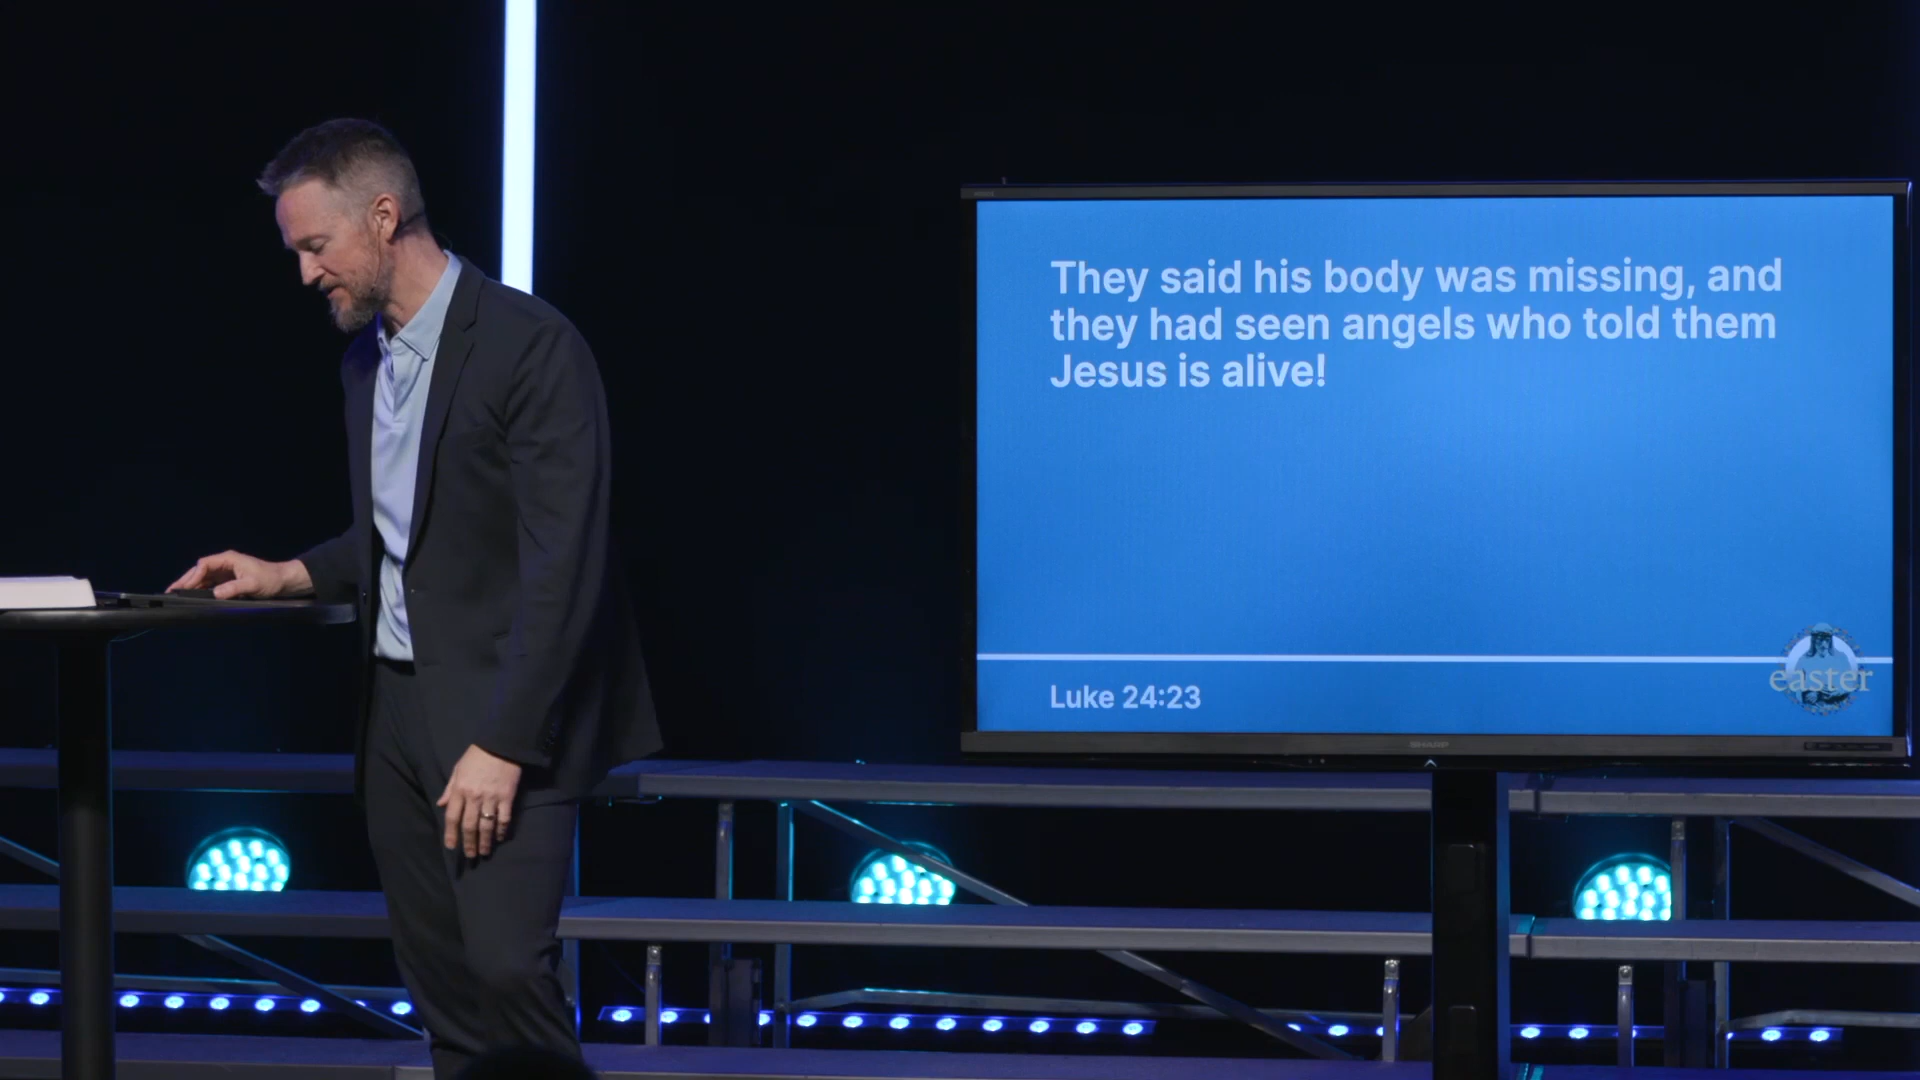 They said his body was missing, and
they had seen angels who told them
Jesus is alive!
Luke 24:23
easter
SHARP